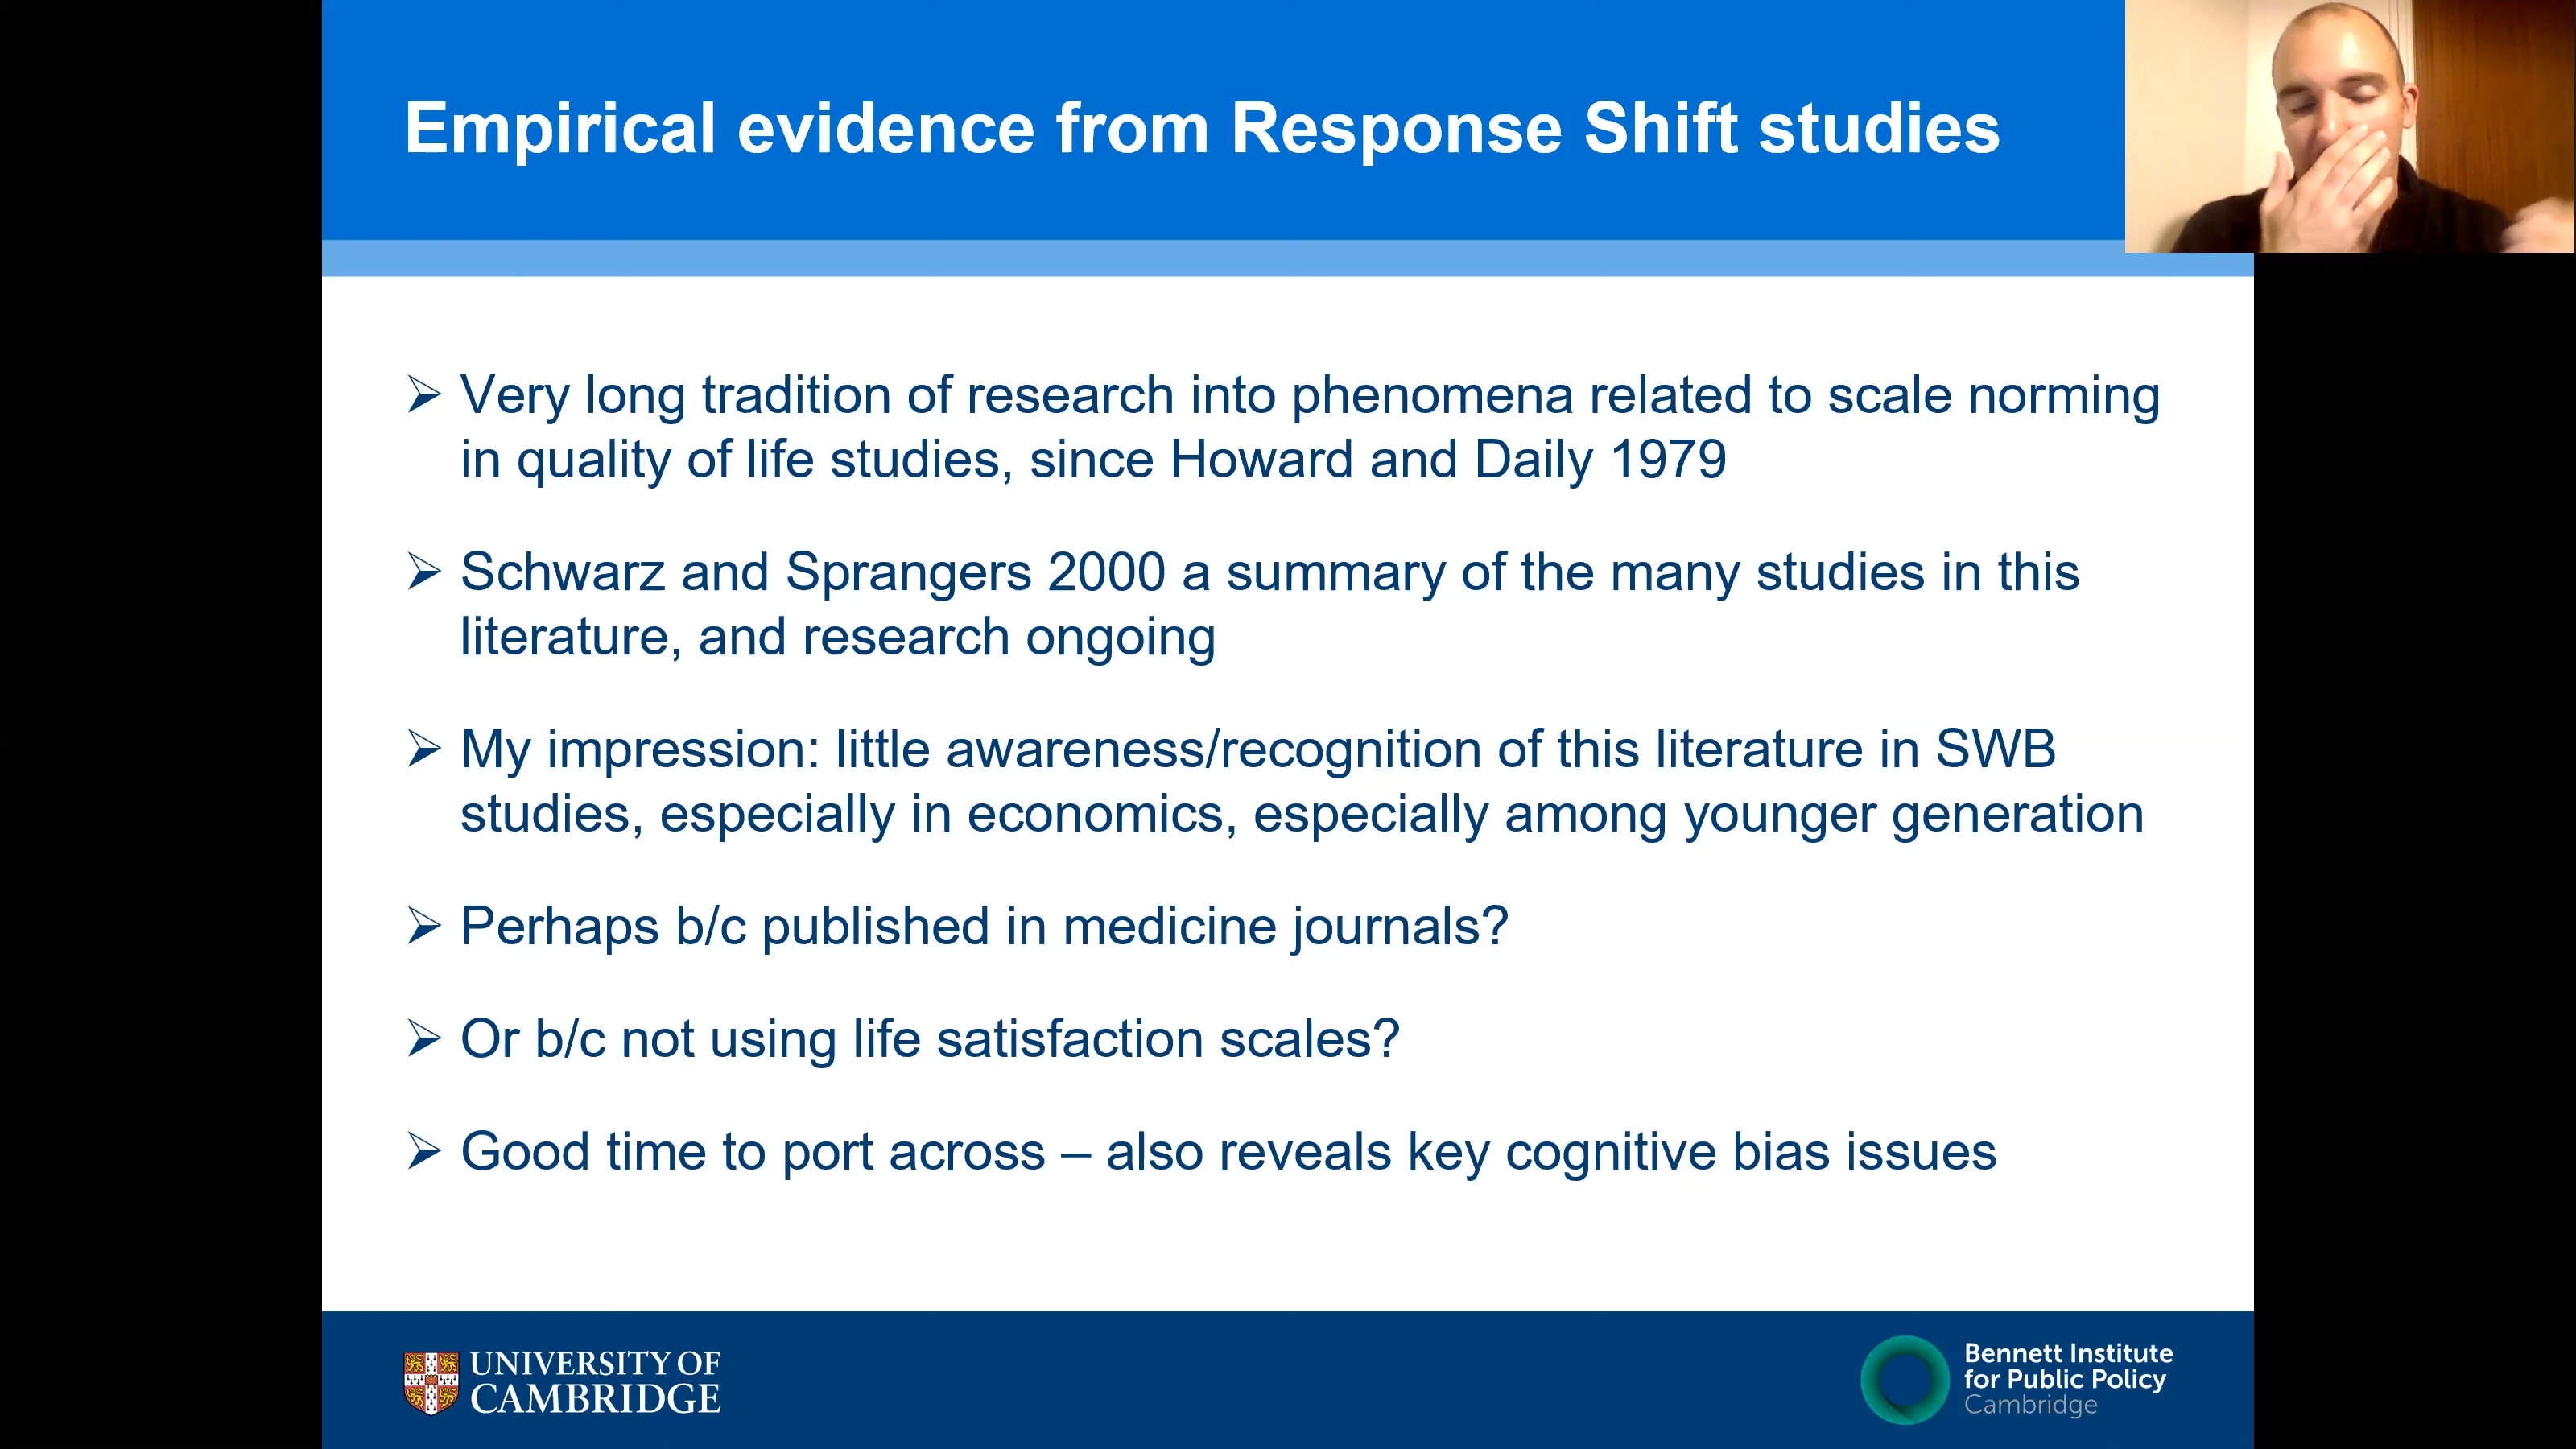 Empirical evidence from Response Shift studies
➢ Very long tradition of research into phenomena related to scale norming
in quality of life studies, since Howard and Daily 1979
➢ Schwarz and Sprangers 2000 a summary of the many studies in this
literature, and research ongoing
➢ My impression: little awareness/recognition of this literature in SWB
studies, especially in economics, especially among younger generation
➢ Perhaps b/c published in medicine journals?
➢ Or b/c not using life satisfaction scales?
➢ Good time to port across – also reveals key cognitive bias issues
UNIVERSITY OF
CAMBRIDGE
Bennett Institute
for Public Policy
Cambridge